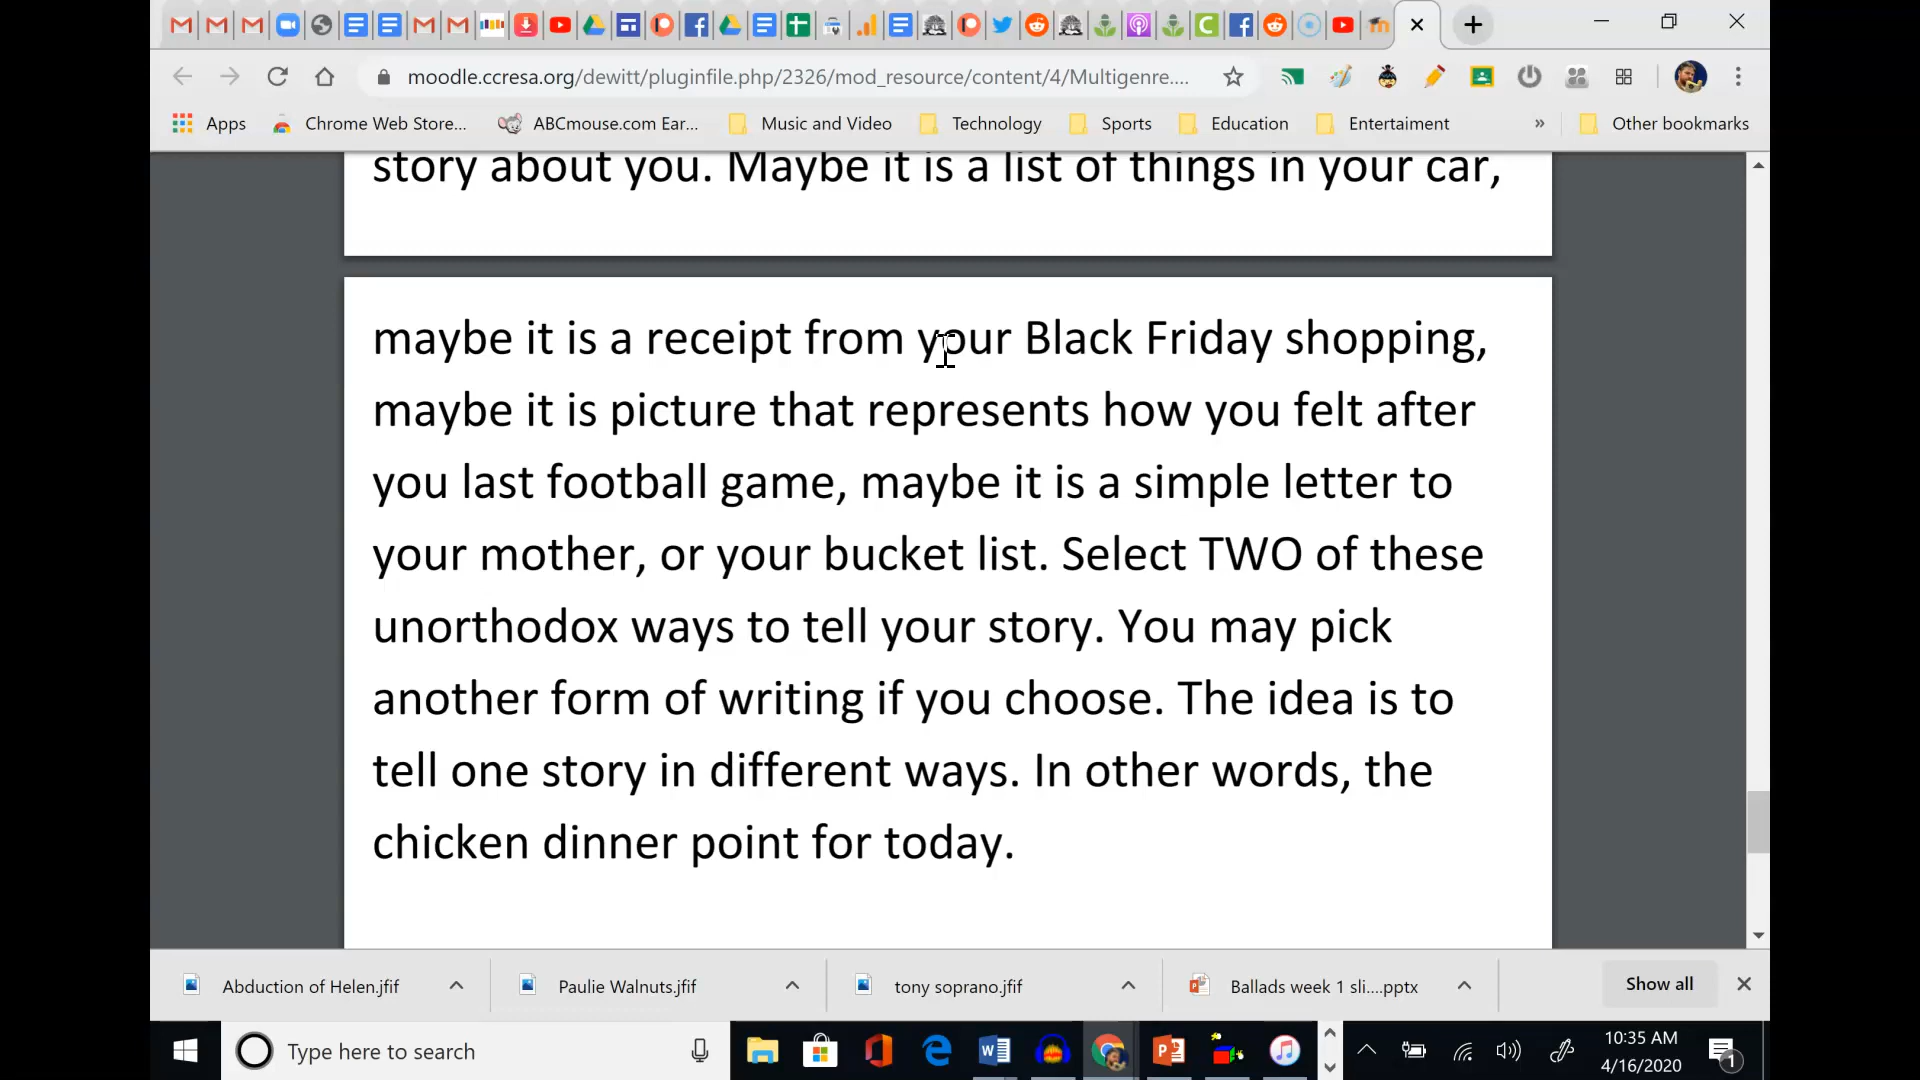 moodle.ccresa.org/dewitt/pluginfile.php/2326/mod_resource/content/4/Multigenre....
Apps Chrome Web Store... ABCmouse.com Ear... Music and Video Technology Sports Education Entertaiment » Other bookmarks
story about you. Maybe it is a list of things in your car,
maybe it is a receipt from your Black Friday shopping,
maybe it is picture that represents how you felt after
you last football game, maybe it is a simple letter to
your mother, or your bucket list. Select TWO of these
unorthodox ways to tell your story. You may pick
another form of writing if you choose. The idea is to
tell one story in different ways. In other words, the
chicken dinner point for today.
Abduction of Helen.jfif Paulie Walnuts.jfif tony soprano.jfif Ballads week 1 sli....pptx Show all
Type here to search 10:35 AM
4/16/2020 1